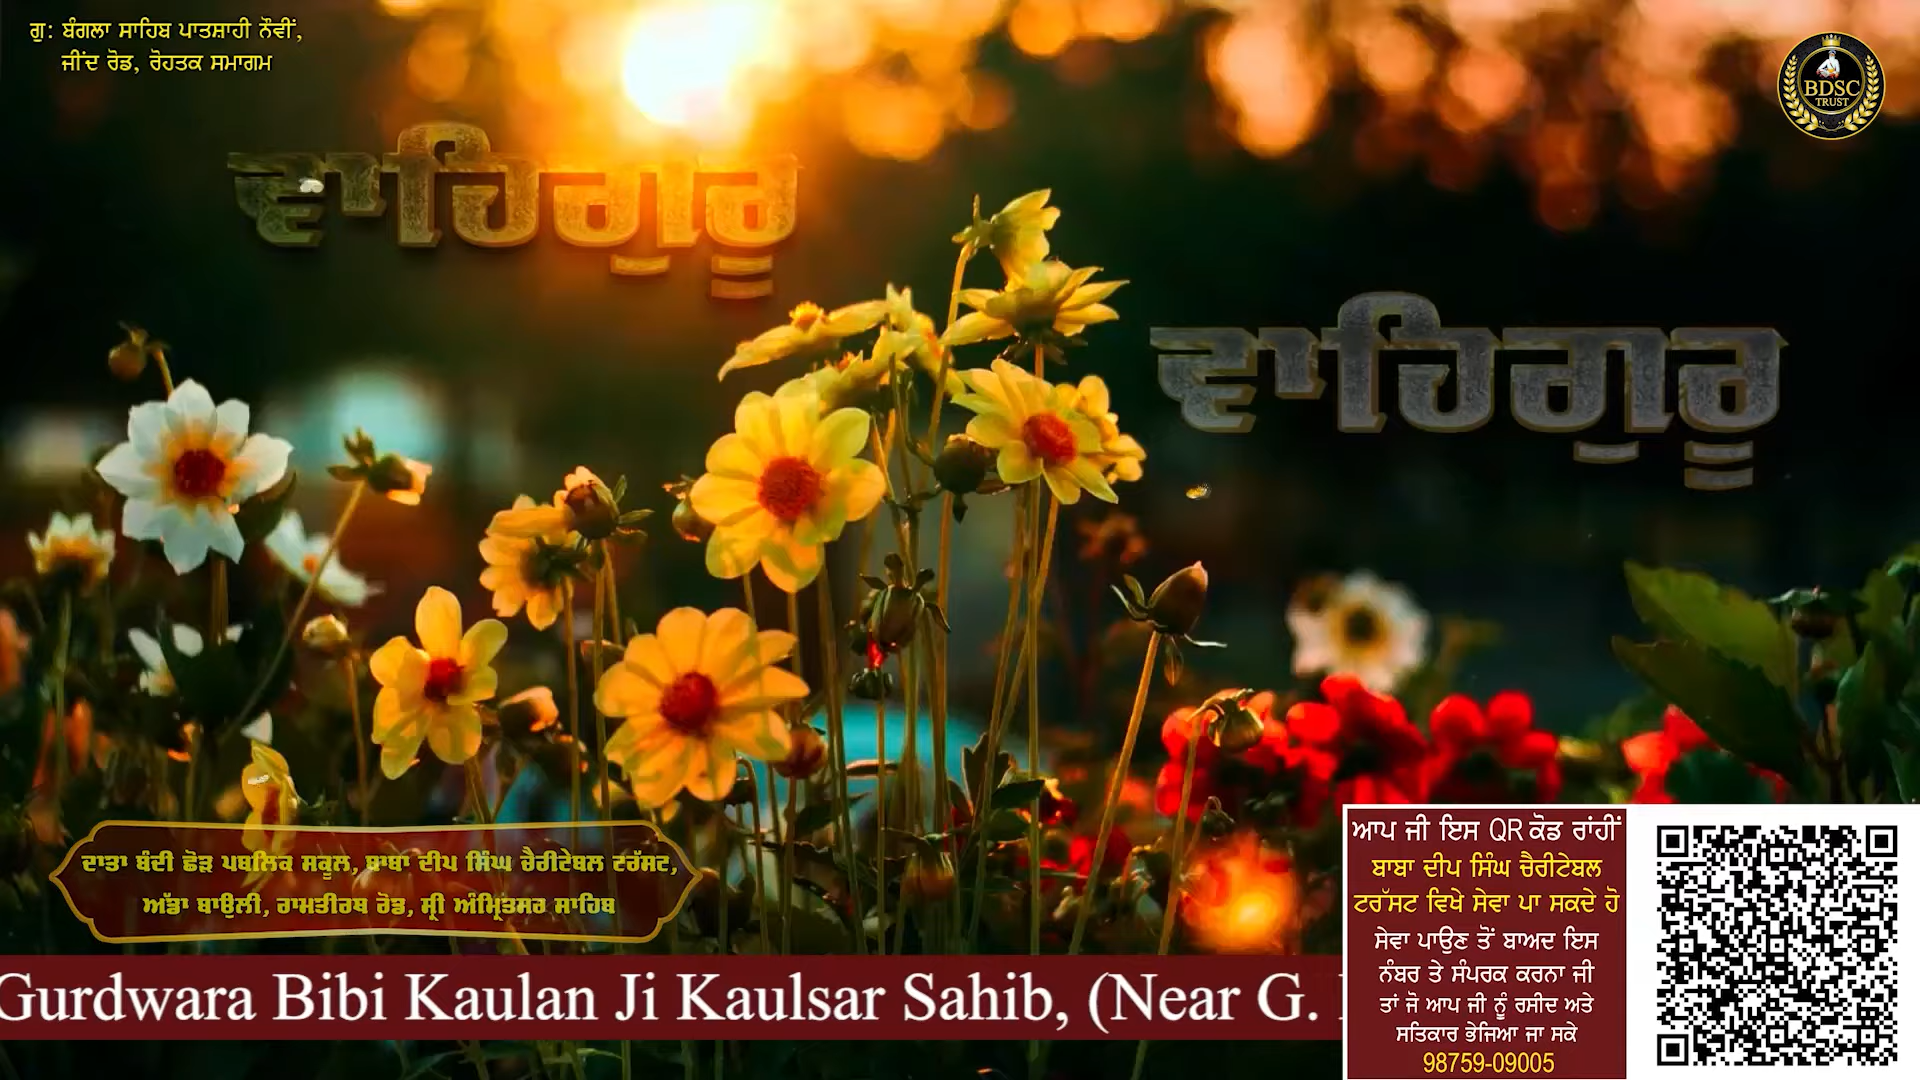 ਗੁ: ਬੰਗਲਾ ਸਾਹਿਬ ਪਾਤਸ਼ਾਹੀ ਨੌਵੀਂ,
ਜੀਂਦ ਰੋਡ, ਰੋਹਤਕ ਸਮਾਗਮ
BDSC
TRUST
ਵਾਹਿਗੁਰੂ
ਵਾਹਿਗੁਰੂ
ਦਾਤਾ ਬੰਦੀ ਛੋੜ ਪਬਲਿਕ ਸਕੂਲ, ਬਾਬਾ ਦੀਪ ਸਿੰਘ ਚੈਰੀਟੇਬਲ ਟਰੱਸਟ,
ਅੱਡਾ ਬਾਉਲੀ, ਰਾਮਤੀਰਥ ਰੋਡ, ਸ੍ਰੀ ਅੰਮ੍ਰਿਤਸਰ ਸਾਹਿਬ
Gurdwara Bibi Kaulan Ji Kaulsar Sahib, (Near G.
ਆਪ ਜੀ ਇਸ QR ਕੋਡ ਰਾਂਹੀਂ
ਬਾਬਾ ਦੀਪ ਸਿੰਘ ਚੈਰੀਟੇਬਲ
ਟਰੱਸਟ ਵਿਖੇ ਸੇਵਾ ਪਾ ਸਕਦੇ ਹੋ
ਸੇਵਾ ਪਾਉਣ ਤੋਂ ਬਾਅਦ ਇਸ
ਨੰਬਰ ਤੇ ਸੰਪਰਕ ਕਰਨਾ ਜੀ
ਤਾਂ ਜੋ ਆਪ ਜੀ ਨੂੰ ਰਸੀਦ ਅਤੇ
ਸਤਿਕਾਰ ਭੇਜਿਆ ਜਾ ਸਕੇ
98759-09005